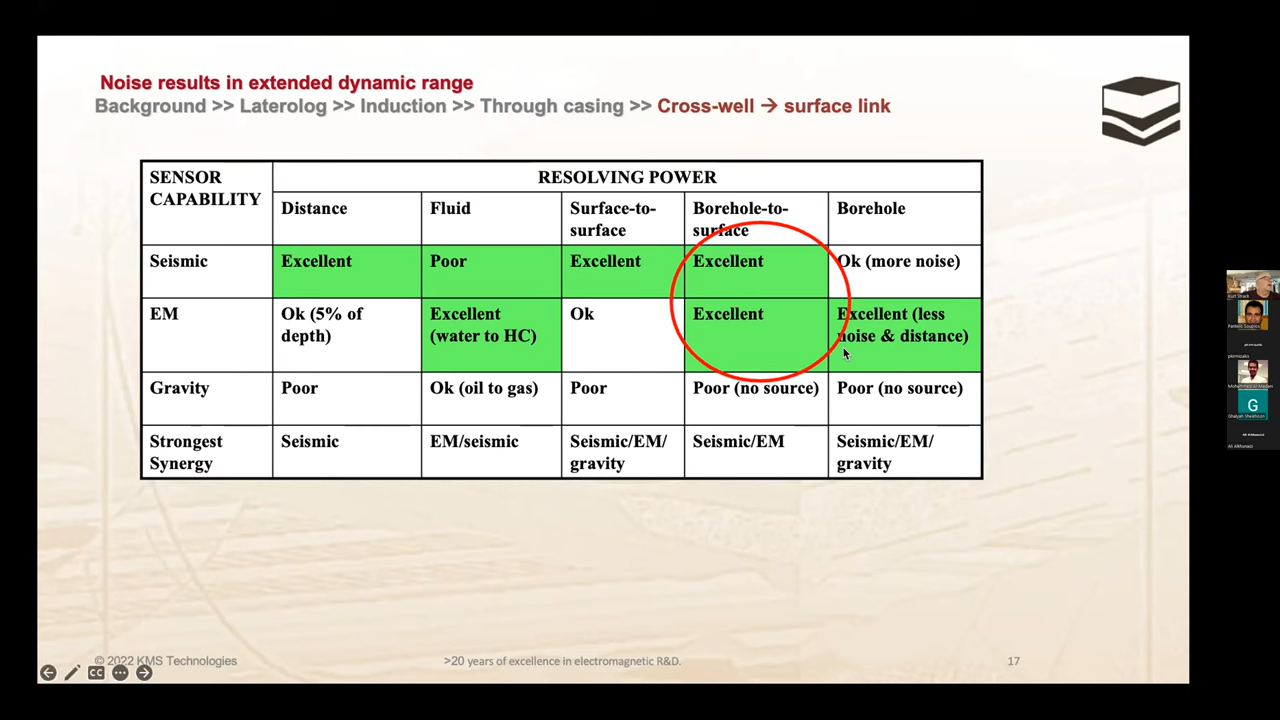 Noise results in extended dynamic range
Background >> Laterolog >> Induction >> Through casing >> Cross-well → surface link
SENSOR
CAPABILITY
RESOLVING POWER
Distance
Fluid
Surface-to-
surface
Borehole-to-
surface
Borehole
Seismic
Excellent
Poor
Excellent
Excellent
Ok (more noise)
EM
Ok (5% of
depth)
Excellent
(water to HC)
Ok
Excellent
Excellent (less
noise & distance)
Gravity
Poor
Ok (oil to gas)
Poor
Poor (no source)
Poor (no source)
Strongest
Synergy
Seismic
EM/seismic
Seismic/EM/
gravity
Seismic/EM
Seismic/EM/
gravity
© 2022 KMS Technologies
>20 years of excellence in electromagnetic R&D.
17
CC
Kurt Strack
G